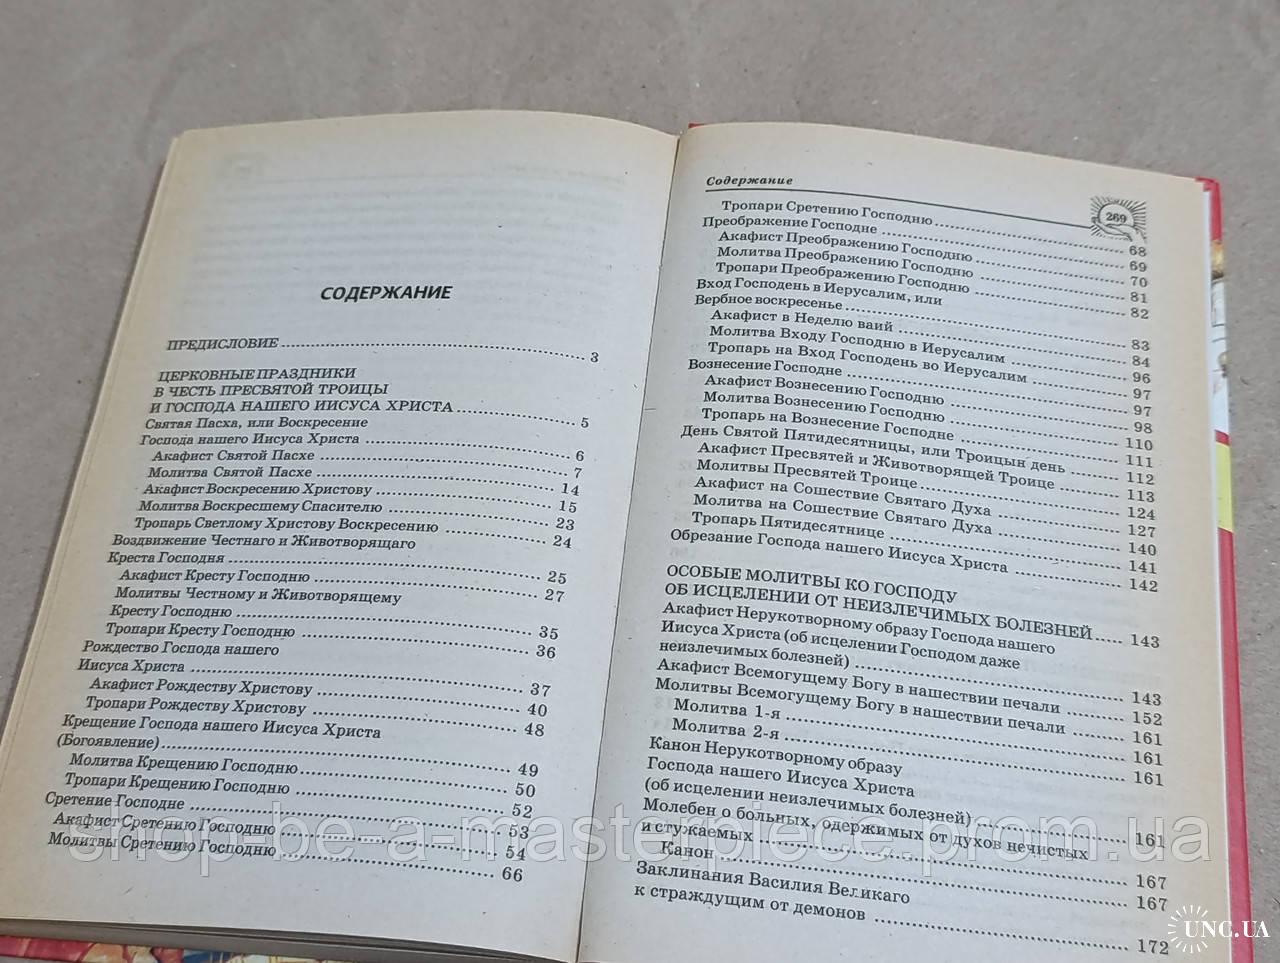 СОДЕРЖАНИЕ
ПРЕДИСЛОВИЕ 3
ЦЕРКОВНЫЕ ПРАЗДНИКИ
В ЧЕСТЬ ПРЕСВЯТОЙ ТРОИЦЫ
И ГОСПОДА НАШЕГО ИИСУСА ХРИСТА 5
Святая Пасха, или Воскресение
Господа нашего Иисуса Христа 6
Акафист Святой Пасхе 7
Молитва Святой Пасхе 14
Акафист Воскресению Христову 15
Молитва Воскресшему Спасителю 23
Тропарь Светлому Христову Воскресению 24
Воздвижение Честнаго и Животворящаго
Креста Господня 25
Акафист Кресту Господню 27
Молитвы Честному и Животворящему
Кресту Господню 35
Тропари Кресту Господню 36
Рождество Господа нашего
Иисуса Христа 37
Акафист Рождеству Христову 40
Тропари Рождеству Христову 48
Крещение Господа нашего Иисуса Христа
(Богоявление) 49
Молитва Крещению Господню 50
Тропари Крещению Господню 52
Сретение Господне 53
Акафист Сретению Господню 54
Молитвы Сретению Господню 66
Содержание
269
Тропари Сретению Господню 68
Преображение Господне 69
Акафист Преображению Господню 70
Молитва Преображению Господню 81
Тропари Преображению Господню 82
Вход Господень в Иерусалим, или
Вербное воскресенье 83
Акафист в Неделю ваий 84
Молитва Входу Господню в Иерусалим 96
Тропарь на Вход Господень во Иерусалим 97
Вознесение Господне 97
Акафист Вознесению Господню 98
Молитва Вознесению Господню 110
Тропарь на Вознесение Господне 111
День Святой Пятидесятницы, или Троицын день 112
Акафист Пресвятей и Животворящей Троице 113
Молитвы Пресвятей Троице 124
Акафист на Сошествие Святаго Духа 127
Молитва на Сошествие Святаго Духа 140
Тропарь Пятидесятнице 141
Обрезание Господа нашего Иисуса Христа 142
ОСОБЫЕ МОЛИТВЫ КО ГОСПОДУ
ОБ ИСЦЕЛЕНИИ ОТ НЕИЗЛЕЧИМЫХ БОЛЕЗНЕЙ 143
Акафист Нерукотворному образу Господа нашего
Иисуса Христа (об исцелении Господом даже
неизлечимых болезней) 143
Акафист Всемогущему Богу в нашествии печали 152
Молитвы Всемогущему Богу в нашествии печали 161
Молитва 1-я 161
Молитва 2-я 161
Канон Нерукотворному образу
Господа нашего Иисуса Христа
(об исцелении неизлечимых болезней) 161
Молебен о больных, одержимых от духов нечистых
и стужаемых 167
Канон 167
Заклинания Василия Великаго
к страждущим от демонов 172
shop-be-a-masterpiece.prom.ua
UNC.UA